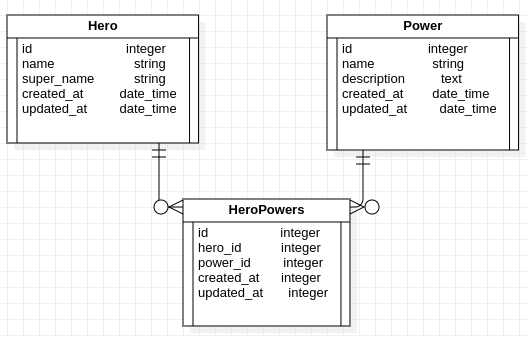 Hero
id integer
name string
super_name string
created_at date_time
updated_at date_time
Power
id integer
name string
description text
created_at date_time
updated_at date_time
HeroPowers
id integer
hero_id integer
power_id integer
created_at integer
updated_at integer